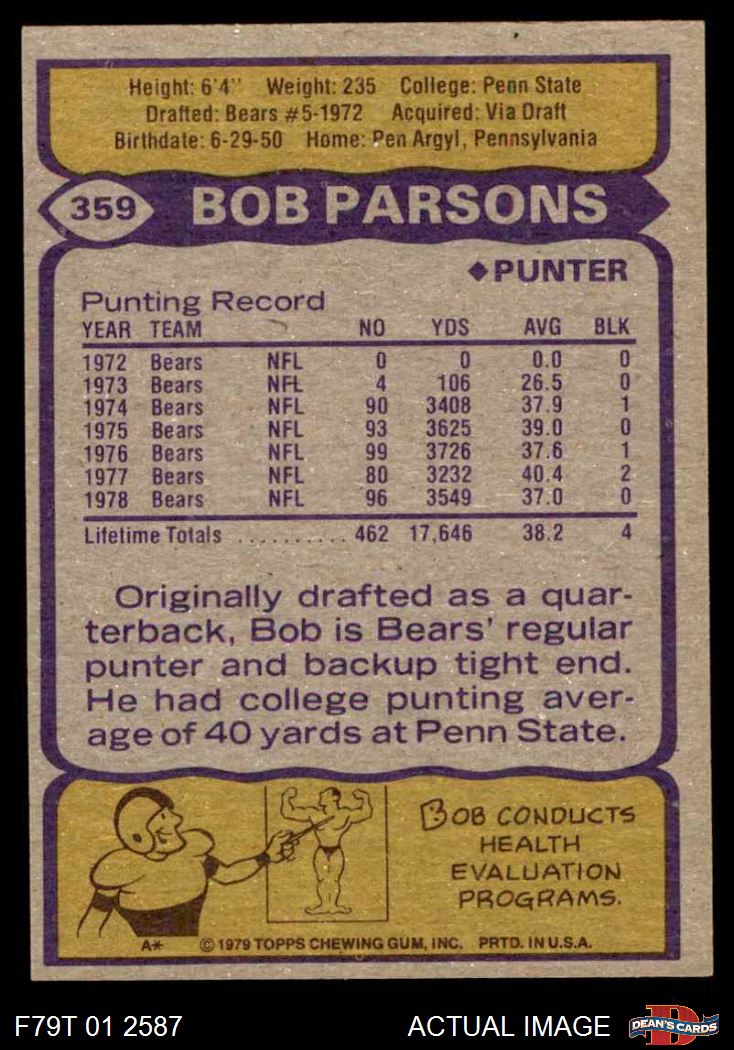 Height: 6'4" Weight: 235 College: Penn State
Drafted: Bears #5-1972 Acquired: Via Draft
Birthdate: 6-29-50 Home: Pen Argyl, Pennsylvania
359 BOB PARSONS
◆PUNTER
Punting Record
YEAR TEAM NO YDS AVG BLK
1972 Bears NFL 0 0 0.0 0
1973 Bears NFL 4 106 26.5 0
1974 Bears NFL 90 3408 37.9 1
1975 Bears NFL 93 3625 39.0 0
1976 Bears NFL 99 3726 37.6 1
1977 Bears NFL 80 3232 40.4 2
1978 Bears NFL 96 3549 37.0 0
Lifetime Totals .......... 462 17,646 38.2 4
Originally drafted as a quar-
terback, Bob is Bears' regular
punter and backup tight end.
He had college punting aver-
age of 40 yards at Penn State.
BOB CONDUCTS
HEALTH
EVALUATION
PROGRAMS.
A* © 1979 TOPPS CHEWING GUM, INC. PRTD. IN U.S.A.
F79T 01 2587 ACTUAL IMAGE D DEAN'S CARDS